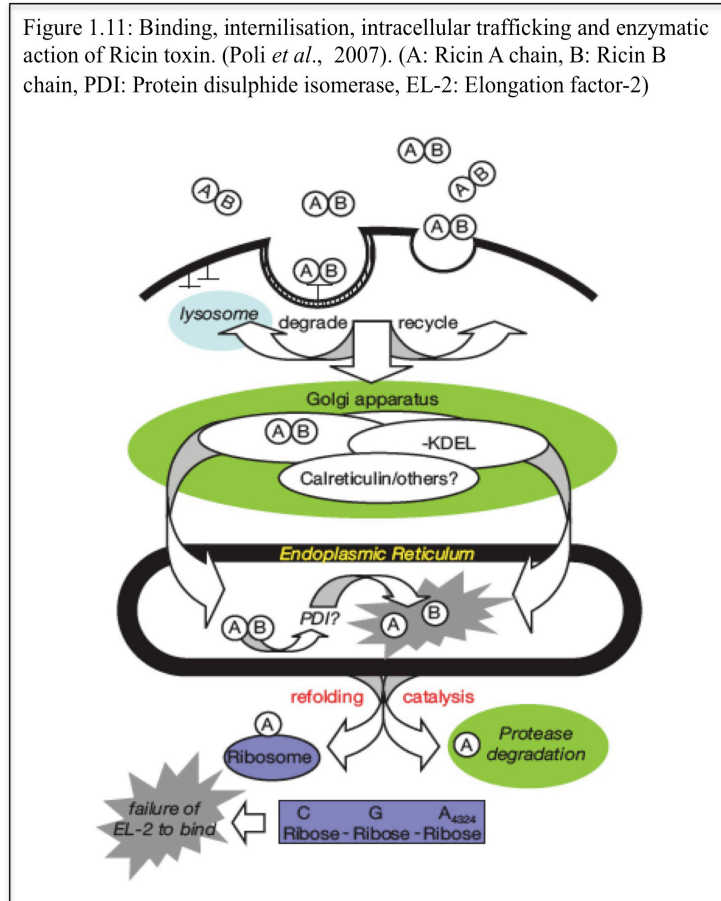 Figure 1.11: Binding, internilisation, intracellular trafficking and enzymatic
action of Ricin toxin. (Poli et al., 2007). (A: Ricin A chain, B: Ricin B
chain, PDI: Protein disulphide isomerase, EL-2: Elongation factor-2)
A B
A B
A B
A B
A B
A B
lysosome
degrade
recycle
Golgi apparatus
A B
-KDEL
Calreticulin/others?
Endoplasmic Reticulum
A B
PDI?
A
B
refolding
catalysis
A
Ribosome
A
Protease
degradation
failure of
EL-2 to bind
C G A4324
Ribose - Ribose - Ribose